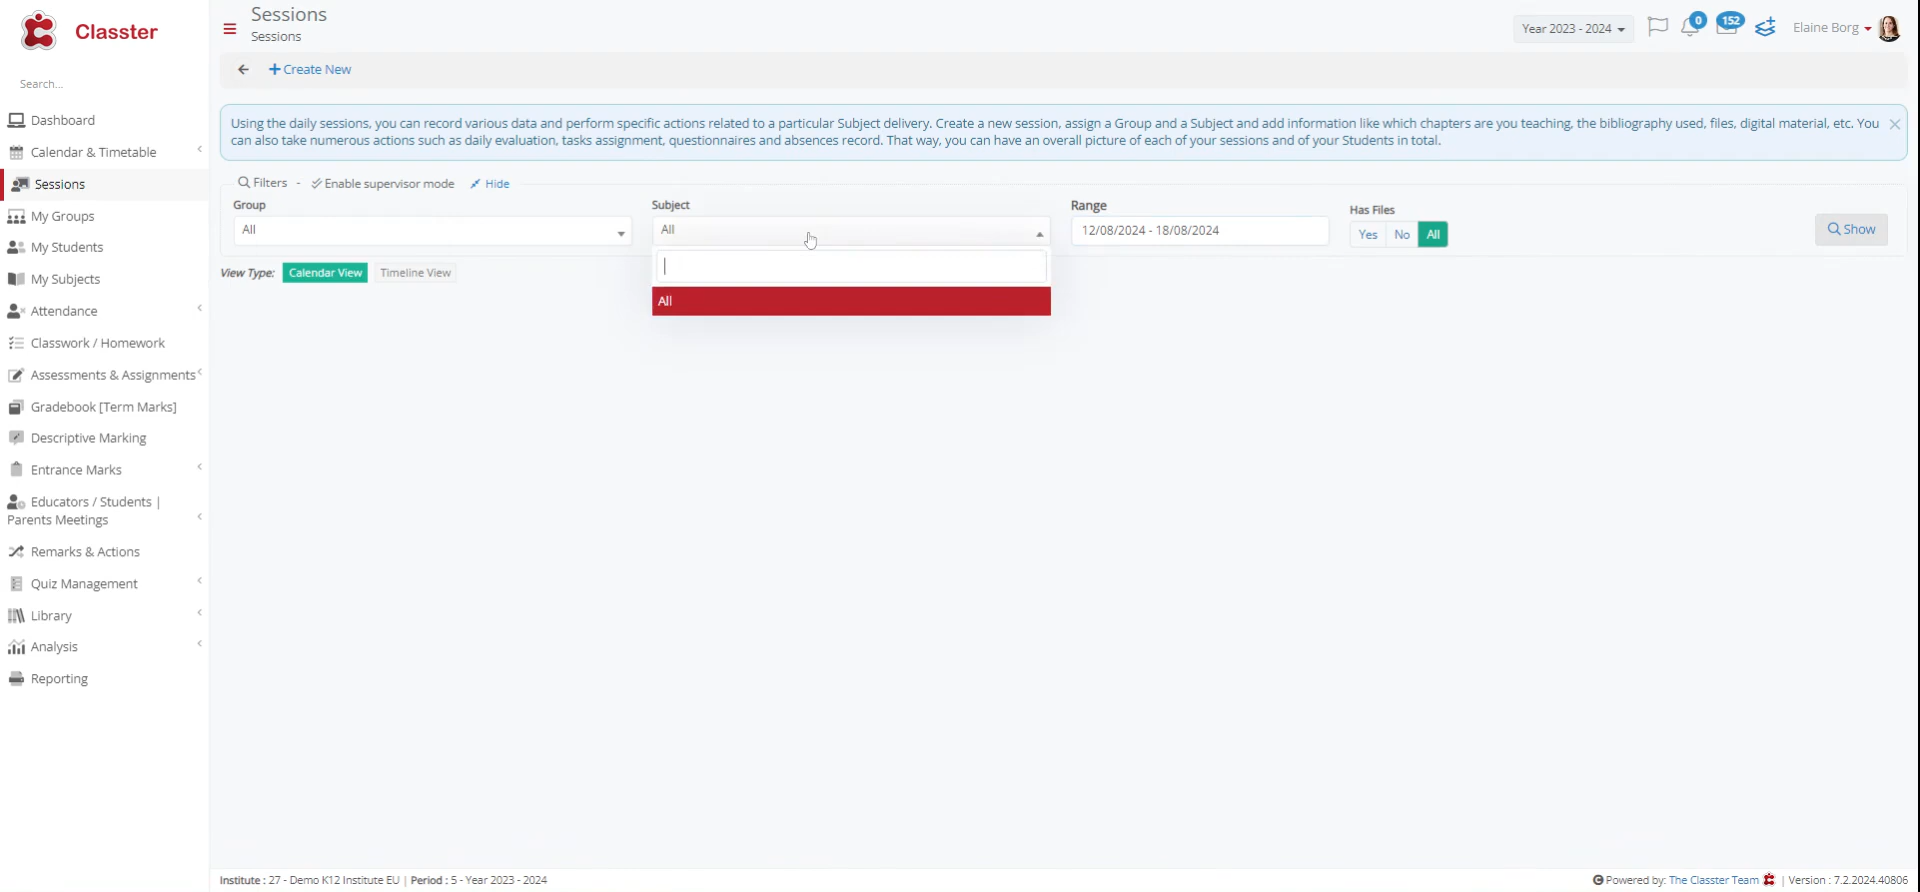 Classter
Search...
Dashboard
Calendar & Timetable
Sessions
My Groups
My Students
My Subjects
Attendance
Classwork / Homework
Assessments & Assignments
Gradebook [Term Marks]
Descriptive Marking
Entrance Marks
Educators / Students |
Parents Meetings
Remarks & Actions
Quiz Management
Library
Analysis
Reporting
Sessions
Sessions
Year 2023 - 2024
0
152
Elaine Borg
Create New
Using the daily sessions, you can record various data and perform specific actions related to a particular Subject delivery. Create a new session, assign a Group and a Subject and add information like which chapters are you teaching, the bibliography used, files, digital material, etc. You
can also take numerous actions such as daily evaluation, tasks assignment, questionnaires and absences record. That way, you can have an overall picture of each of your sessions and of your Students in total.
Filters - Enable supervisor mode Hide
Group
All
Subject
All
All
Range
12/08/2024 - 18/08/2024
Has Files
Yes No All
Show
View Type: Calendar View Timeline View
Institute : 27 - Demo K12 Institute EU | Period : 5 - Year 2023 - 2024
Powered by: The Classter Team | Version : 7.2.2024.40806